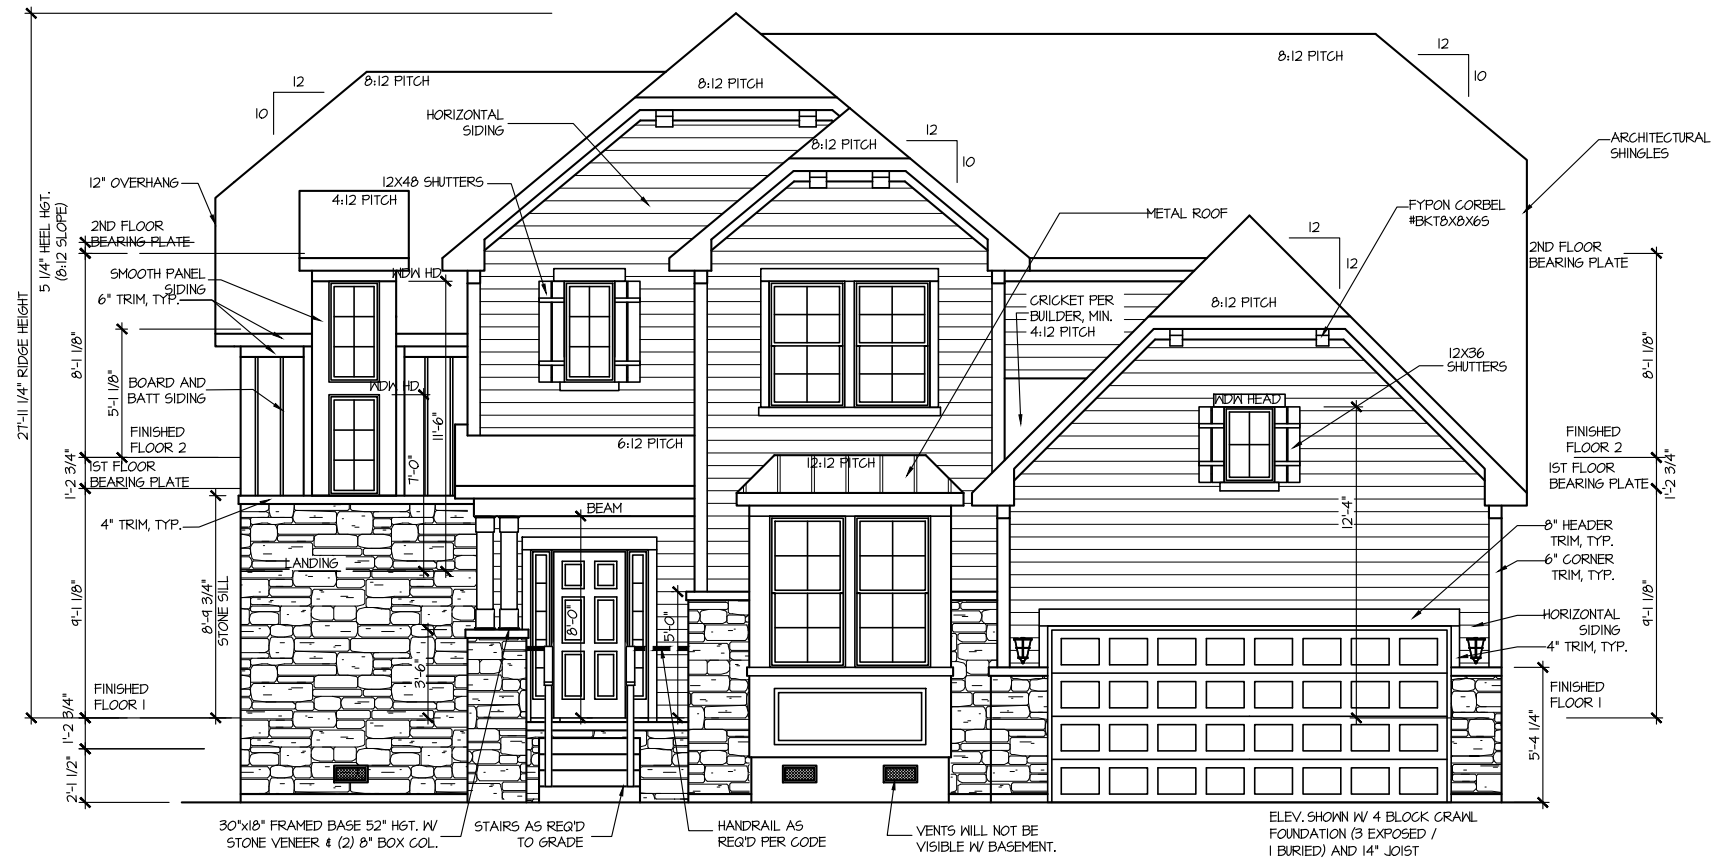 8:12 PITCH
8:12 PITCH
8:12 PITCH
12
10
12
10
HORIZONTAL
SIDING
8:12 PITCH
12
10
ARCHITECTURAL
SHINGLES
12" OVERHANG
12X48 SHUTTERS
4:12 PITCH
METAL ROOF
FYPON CORBEL
#BKT8X8X6S
5 1/4" HEEL HGT.
(8:12 SLOPE)
2ND FLOOR
BEARING PLATE
12
12
2ND FLOOR
BEARING PLATE
SMOOTH PANEL
SIDING
6" TRIM, TYP.
WDW HD
CRICKET PER
BUILDER, MIN.
4:12 PITCH
8:12 PITCH
27'-11 1/4" RIDGE HEIGHT
8'-1 1/8"
5'-1 1/8"
12X36
SHUTTERS
8'-1 1/8"
BOARD AND
BATT SIDING
WDW HD
WDW HEAD
11'-6"
7'-0"
FINISHED
FLOOR 2
6:12 PITCH
12:12 PITCH
FINISHED
FLOOR 2
1ST FLOOR
BEARING PLATE
1'-2 3/4"
1ST FLOOR
BEARING PLATE
1'-2 3/4"
4" TRIM, TYP.
BEAM
12'-4"
8" HEADER
TRIM, TYP.
6" CORNER
TRIM, TYP.
ANDING
9'-1 1/8"
8'-9 3/4"
STONE SILL
8'-0"
5'-0"
3'-6"
9'-1 1/8"
HORIZONTAL
SIDING
4" TRIM, TYP.
FINISHED
FLOOR 1
FINISHED
FLOOR 1
1'-2 3/4"
2'-1 1/2"
5'-4 1/4"
30"x18" FRAMED BASE 52" HGT. W/
STONE VENEER & (2) 8" BOX COL.
STAIRS AS REQ'D
TO GRADE
HANDRAIL AS
REQ'D PER CODE
VENTS WILL NOT BE
VISIBLE W/ BASEMENT.
ELEV. SHOWN W/ 4 BLOCK CRAWL
FOUNDATION (3 EXPOSED /
1 BURIED) AND 14" JOIST